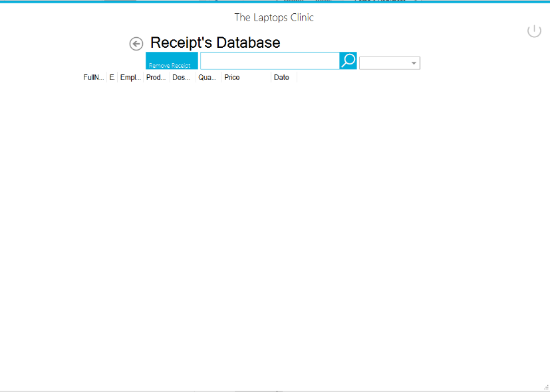 The Laptops Clinic
Receipt's Database
Remove Receipt
FullN... E. Empl... Prod... Des... Qua... Price Date